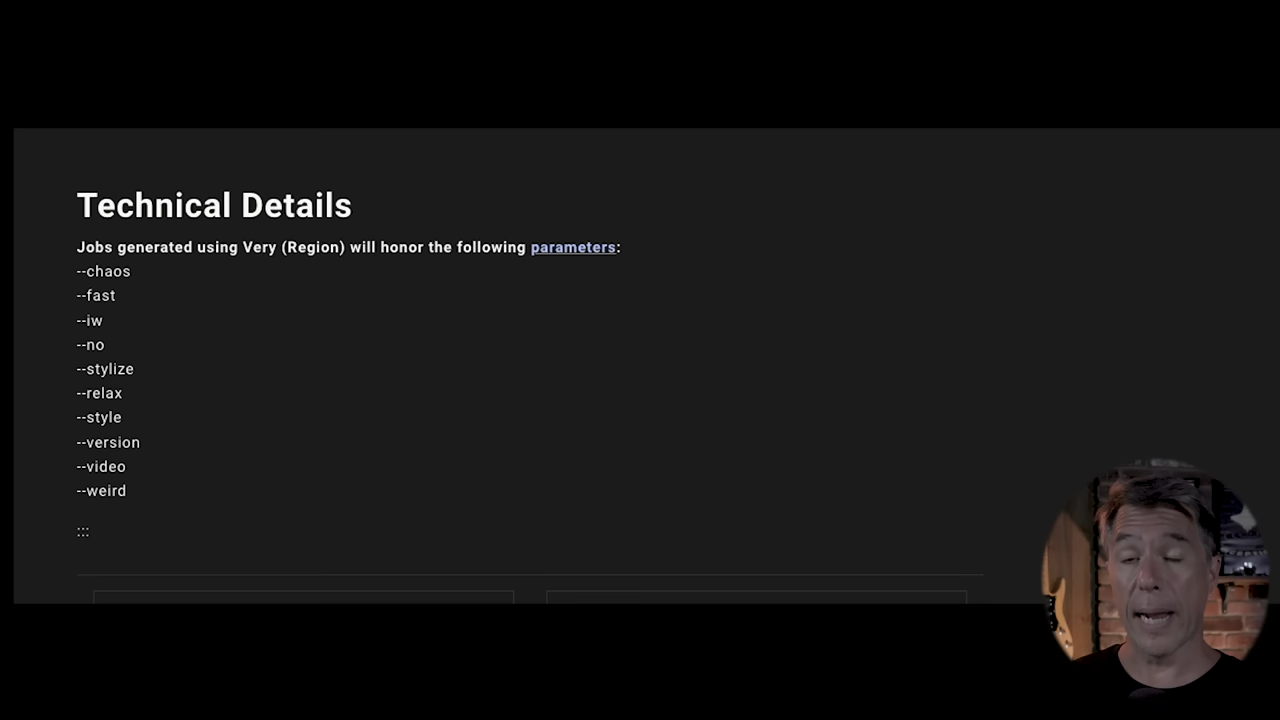 Technical Details
Jobs generated using Very (Region) will honor the following parameters:
--chaos
--fast
--iw
--no
--stylize
--relax
--style
--version
--video
--weird
:::